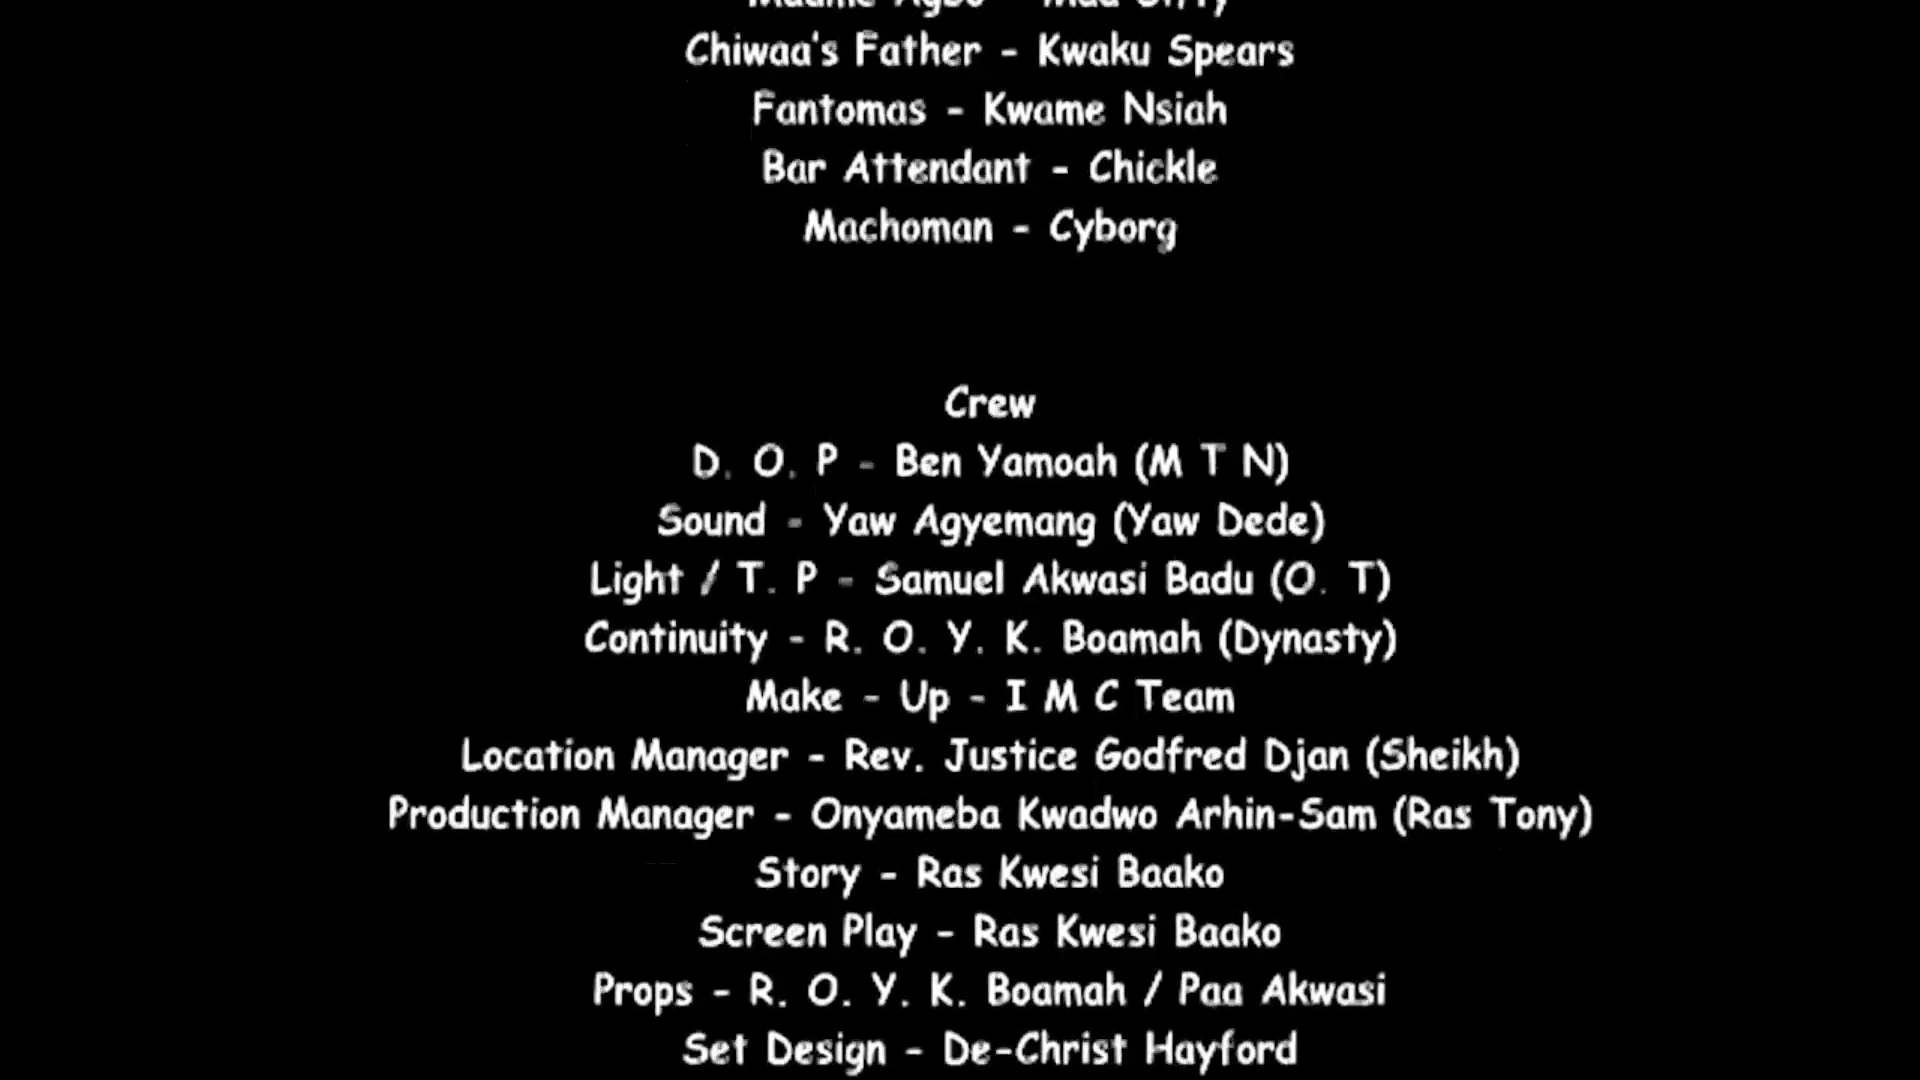 Chiwaa's Father - Kwaku Spears
Fantomas - Kwame Nsiah
Bar Attendant - Chickle
Machoman - Cyborg
Crew
D. O. P - Ben Yamoah (M T N)
Sound - Yaw Agyemang (Yaw Dede)
Light / T. P - Samuel Akwasi Badu (O. T)
Continuity - R. O. Y. K. Boamah (Dynasty)
Make - Up - I M C Team
Location Manager - Rev. Justice Godfred Djan (Sheikh)
Production Manager - Onyameba Kwadwo Arhin-Sam (Ras Tony)
Story - Ras Kwesi Baako
Screen Play - Ras Kwesi Baako
Props - R. O. Y. K. Boamah / Paa Akwasi
Set Design - De-Christ Hayford